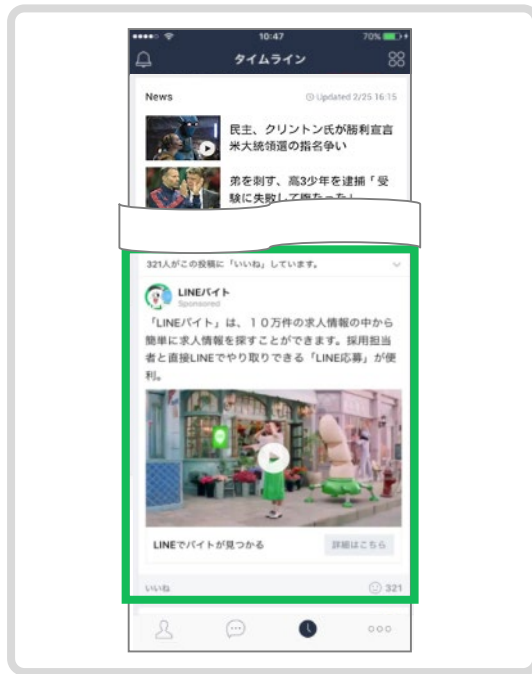 10:47
70%
タイムライン
News
Updated 2/25 16:15
民主、クリントン氏が勝利宣言
米大統領選の指名争い
弟を刺す、高3少年を逮捕「受
験に失敗して
321人がこの投稿に「いいね」しています。
LINEバイト
Sponsored
「LINEバイト」は、１０万件の求人情報の中から
簡単に求人情報を探すことができます。採用担当
者と直接LINEでやり取りできる「LINE応募」が便
利。
LINEでバイトが見つかる
詳細はこちら
いいね
321